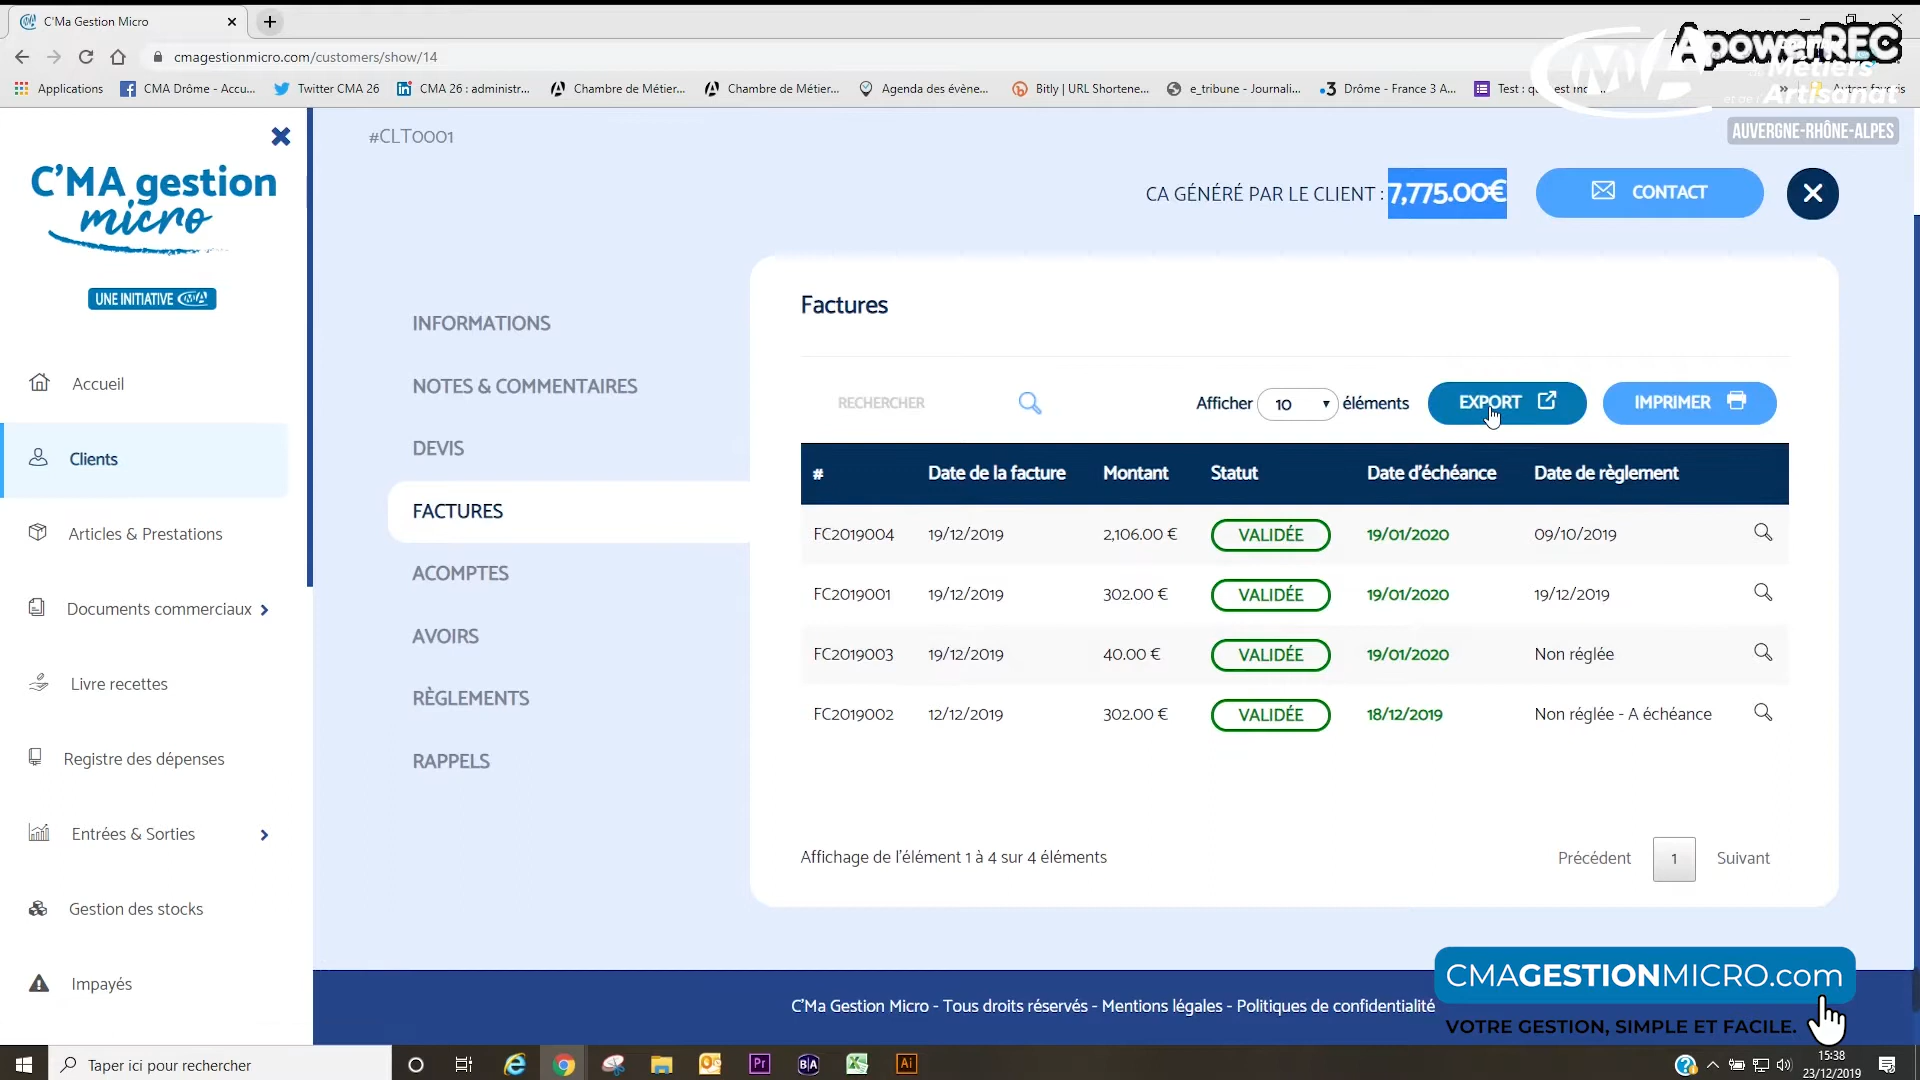 C'Ma Gestion Micro
cmagestionmicro.com/customers/show/14
ApowerREC
Métiers
et de l'Artisanat
AUVERGNE-RHÔNE-ALPES
Applications
CMA Drôme - Accu...
Twitter CMA 26
CMA 26 : administr...
Chambre de Métier...
Chambre de Métier...
Agenda des évène...
Bitly | URL Shortene...
e_tribune - Journali...
Drôme - France 3 A...
Autres favoris
C'MA gestion
micro
UNE INITIATIVE CMA
Accueil
Clients
Articles & Prestations
Documents commerciaux
Livre recettes
Registre des dépenses
Entrées & Sorties
Gestion des stocks
Impayés
#CLT0001
CA GÉNÉRÉ PAR LE CLIENT : 7,775.00€
CONTACT
INFORMATIONS
NOTES & COMMENTAIRES
DEVIS
FACTURES
ACOMPTES
AVOIRS
RÈGLEMENTS
RAPPELS
Factures
RECHERCHER
Afficher 10 éléments
EXPORT
IMPRIMER
# Date de la facture Montant Statut Date d'échéance Date de règlement
FC2019004 19/12/2019 2,106.00 € VALIDÉE 19/01/2020 09/10/2019
FC2019001 19/12/2019 302.00 € VALIDÉE 19/01/2020 19/12/2019
FC2019003 19/12/2019 40.00 € VALIDÉE 19/01/2020 Non réglée
FC2019002 12/12/2019 302.00 € VALIDÉE 18/12/2019 Non réglée - A échéance
Affichage de l'élément 1 à 4 sur 4 éléments
Précédent 1 Suivant
C'Ma Gestion Micro - Tous droits réservés - Mentions légales - Politiques de confidentialité
CMAGESTIONMICRO.com
VOTRE GESTION, SIMPLE ET FACILE.
Taper ici pour rechercher
15:38
23/12/2019